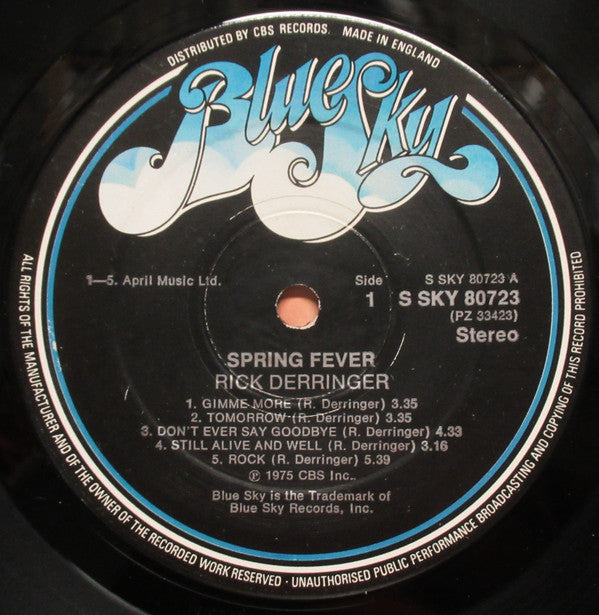 DISTRIBUTED BY CBS RECORDS. MADE IN ENGLAND
Blue Sky
1—5. April Music Ltd.
Side
1
S SKY 80723 A
S SKY 80723
(PZ 33423)
Stereo
SPRING FEVER
RICK DERRINGER
1. GIMME MORE (R. Derringer) 3.35
2. TOMORROW (R. Derringer) 3.35
3. DON'T EVER SAY GOODBYE (R. Derringer) 4.33
4. STILL ALIVE AND WELL (R. Derringer) 3.16
5. ROCK (R. Derringer) 5.39
℗ 1975 CBS Inc..
Blue Sky is the Trademark of
Blue Sky Records, Inc.
ALL RIGHTS OF THE MANUFACTURER AND OF THE OWNER OF THE RECORDED WORK RESERVED · UNAUTHORISED PUBLIC PERFORMANCE BROADCASTING AND COPYING OF THIS RECORD PROHIBITED